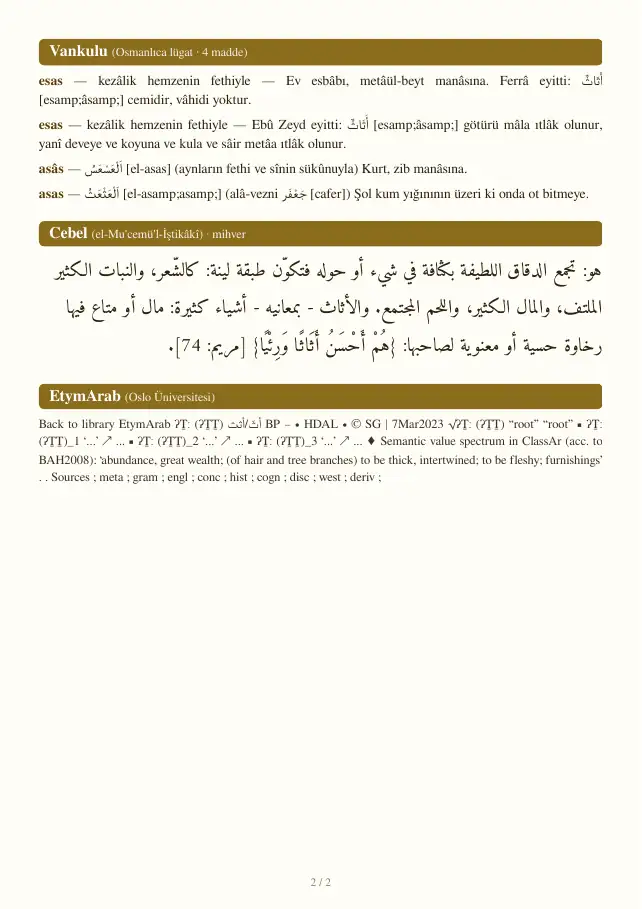 Vankulu (Osmanlıca lügat · 4 madde)
esas — kezâlik hemzenin fethiyle — Ev esbâbı, metâül-beyt manâsına. Ferrâ eyitti: أَثَاثٌ
[esamp;âsamp;] cemidir, vâhidi yoktur.
esas — kezâlik hemzenin fethiyle — Ebû Zeyd eyitti: أَثَاثٌ [esamp;âsamp;] götürü mâla ıtlâk olunur,
yanî deveye ve koyuna ve kula ve sâir metâa ıtlâk olunur.
asâs — اَلْعَسْعَسُ [el-asas] (aynların fethi ve sînin sükûnuyla) Kurt, zib manâsına.
asas — اَلْعَثْعَثُ [el-asamp;asamp;] (alâ-vezni جَعْفَر [cafer]) Şol kum yığınının üzeri ki onda ot bitmeye.
Cebel (el-Mu'cemü'l-İştikâkî) · mihver
هو: تجمع الدقاق اللطيفة بكثافة في شيء أو حوله فتكوّن طبقة لينة: كالشّعر، والنبات الكثير
الملتف، والمال الكثير، واللحم المجتمع. والأثاث - بمعانيه - أشياء كثيرة: مال أو متاع فيها
رخاوة حسية أو معنوية لصاحبها: {هُمْ أَحْسَنُ أَثَاثًا وَرِئْيًا} [مريم: 74].
EtymArab (Oslo Üniversitesi)
Back to library EtymArab ʔṮː (ʔṮṮ) أثّ/أثث BP – • HDAL • © SG | 7Mar2023 √ʔṮː (ʔṮṮ) “root” “root” ▪ ʔṮː
(ʔṮṮ)_1 ‘...’ ↗ ... ▪ ʔṮː (ʔṮṮ)_2 ‘...’ ↗ ... ▪ ʔṮː (ʔṮṮ)_3 ‘...’ ↗ ... ♦ Semantic value spectrum in ClassAr (acc. to
BAH2008): ‘abundance, great wealth; (of hair and tree branches) to be thick, intertwined; to be fleshy; furnishings’
. . Sources ; meta ; gram ; engl ; conc ; hist ; cogn ; disc ; west ; deriv ;
2 / 2